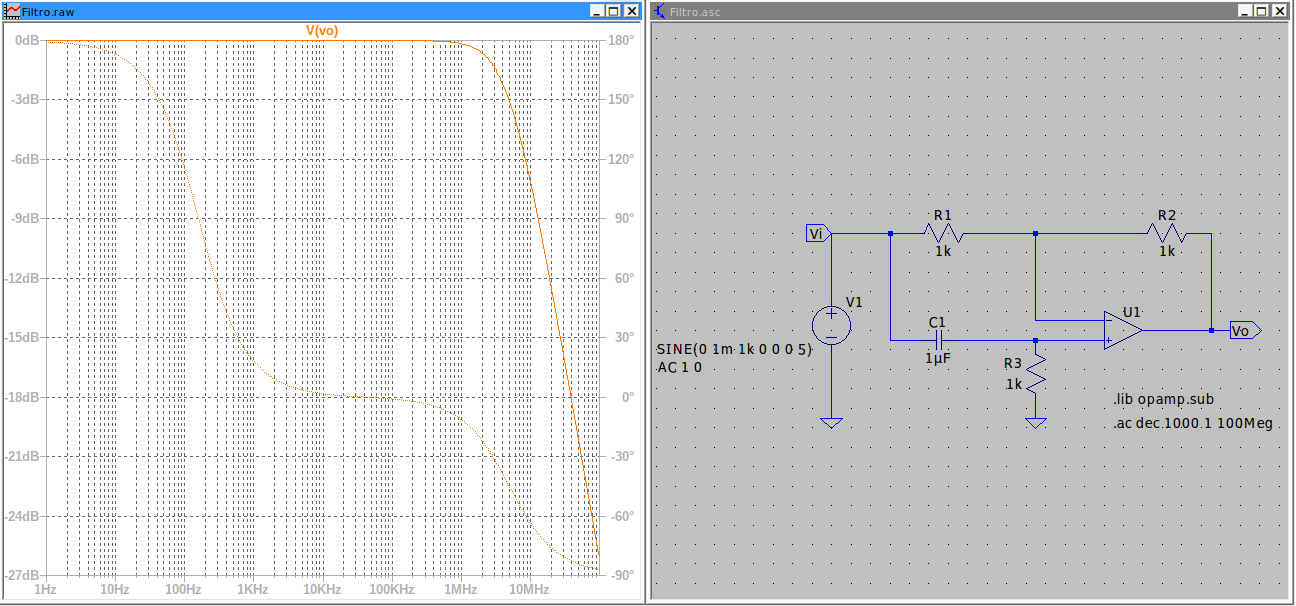 Filtro.raw
V(vo)
0dB
-3dB
-6dB
-9dB
-12dB
-15dB
-18dB
-21dB
-24dB
-27dB
180°
150°
120°
90°
60°
30°
0°
-30°
-60°
-90°
1Hz 10Hz 100Hz 1KHz 10KHz 100KHz 1MHz 10MHz
Filtro.asc
Vi
R1
1k
R2
1k
V1
SINE(0 1m 1k 0 0 0 5)
AC 1 0
C1
1µF
R3
1k
U1
Vo
.lib opamp.sub
.ac dec 1000 1 100Meg